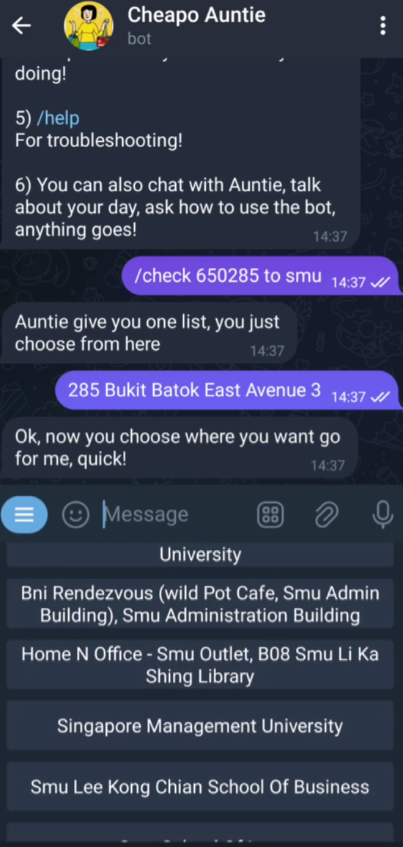 Cheapo Auntie
bot
doing!
5) /help
For troubleshooting!
6) You can also chat with Auntie, talk
about your day, ask how to use the bot,
anything goes!
14:37
/check 650285 to smu 14:37
Auntie give you one list, you just
choose from here
14:37
285 Bukit Batok East Avenue 3 14:37
Ok, now you choose where you want go
for me, quick!
14:37
Message
University
Bni Rendezvous (wild Pot Cafe, Smu Admin
Building), Smu Administration Building
Home N Office - Smu Outlet, B08 Smu Li Ka
Shing Library
Singapore Management University
Smu Lee Kong Chian School Of Business